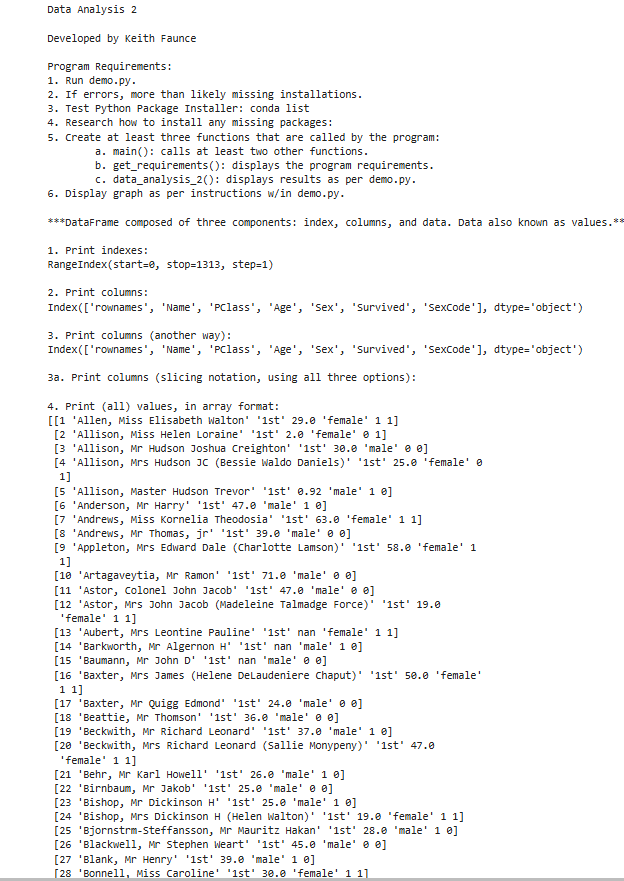 Data Analysis 2
Developed by Keith Faunce
Program Requirements:
1. Run demo.py.
2. If errors, more than likely missing installations.
3. Test Python Package Installer: conda list
4. Research how to install any missing packages:
5. Create at least three functions that are called by the program:
a. main(): calls at least two other functions.
b. get_requirements(): displays the program requirements.
c. data_analysis_2(): displays results as per demo.py.
6. Display graph as per instructions w/in demo.py.
***DataFrame composed of three components: index, columns, and data. Data also known as values.**
1. Print indexes:
RangeIndex(start=0, stop=1313, step=1)
2. Print columns:
Index(['rownames', 'Name', 'PClass', 'Age', 'Sex', 'Survived', 'SexCode'], dtype='object')
3. Print columns (another way):
Index(['rownames', 'Name', 'PClass', 'Age', 'Sex', 'Survived', 'SexCode'], dtype='object')
3a. Print columns (slicing notation, using all three options):
4. Print (all) values, in array format:
[[1 'Allen, Miss Elisabeth Walton' '1st' 29.0 'female' 1 1]
[2 'Allison, Miss Helen Loraine' '1st' 2.0 'female' 0 1]
[3 'Allison, Mr Hudson Joshua Creighton' '1st' 30.0 'male' 0 0]
[4 'Allison, Mrs Hudson JC (Bessie Waldo Daniels)' '1st' 25.0 'female' 0
1]
[5 'Allison, Master Hudson Trevor' '1st' 0.92 'male' 1 0]
[6 'Anderson, Mr Harry' '1st' 47.0 'male' 1 0]
[7 'Andrews, Miss Kornelia Theodosia' '1st' 63.0 'female' 1 1]
[8 'Andrews, Mr Thomas, jr' '1st' 39.0 'male' 0 0]
[9 'Appleton, Mrs Edward Dale (Charlotte Lamson)' '1st' 58.0 'female' 1
1]
[10 'Artagaveytia, Mr Ramon' '1st' 71.0 'male' 0 0]
[11 'Astor, Colonel John Jacob' '1st' 47.0 'male' 0 0]
[12 'Astor, Mrs John Jacob (Madeleine Talmadge Force)' '1st' 19.0
'female' 1 1]
[13 'Aubert, Mrs Leontine Pauline' '1st' nan 'female' 1 1]
[14 'Barkworth, Mr Algernon H' '1st' nan 'male' 1 0]
[15 'Baumann, Mr John D' '1st' nan 'male' 0 0]
[16 'Baxter, Mrs James (Helene DeLaudeniere Chaput)' '1st' 50.0 'female'
1 1]
[17 'Baxter, Mr Quigg Edmond' '1st' 24.0 'male' 0 0]
[18 'Beattie, Mr Thomson' '1st' 36.0 'male' 0 0]
[19 'Beckwith, Mr Richard Leonard' '1st' 37.0 'male' 1 0]
[20 'Beckwith, Mrs Richard Leonard (Sallie Monypeny)' '1st' 47.0
'female' 1 1]
[21 'Behr, Mr Karl Howell' '1st' 26.0 'male' 1 0]
[22 'Birnbaum, Mr Jakob' '1st' 25.0 'male' 0 0]
[23 'Bishop, Mr Dickinson H' '1st' 25.0 'male' 1 0]
[24 'Bishop, Mrs Dickinson H (Helen Walton)' '1st' 19.0 'female' 1 1]
[25 'Bjornstrm-Steffansson, Mr Mauritz Hakan' '1st' 28.0 'male' 1 0]
[26 'Blackwell, Mr Stephen Weart' '1st' 45.0 'male' 0 0]
[27 'Blank, Mr Henry' '1st' 39.0 'male' 1 0]
[28 'Bonnell, Miss Caroline' '1st' 30.0 'female' 1 1]